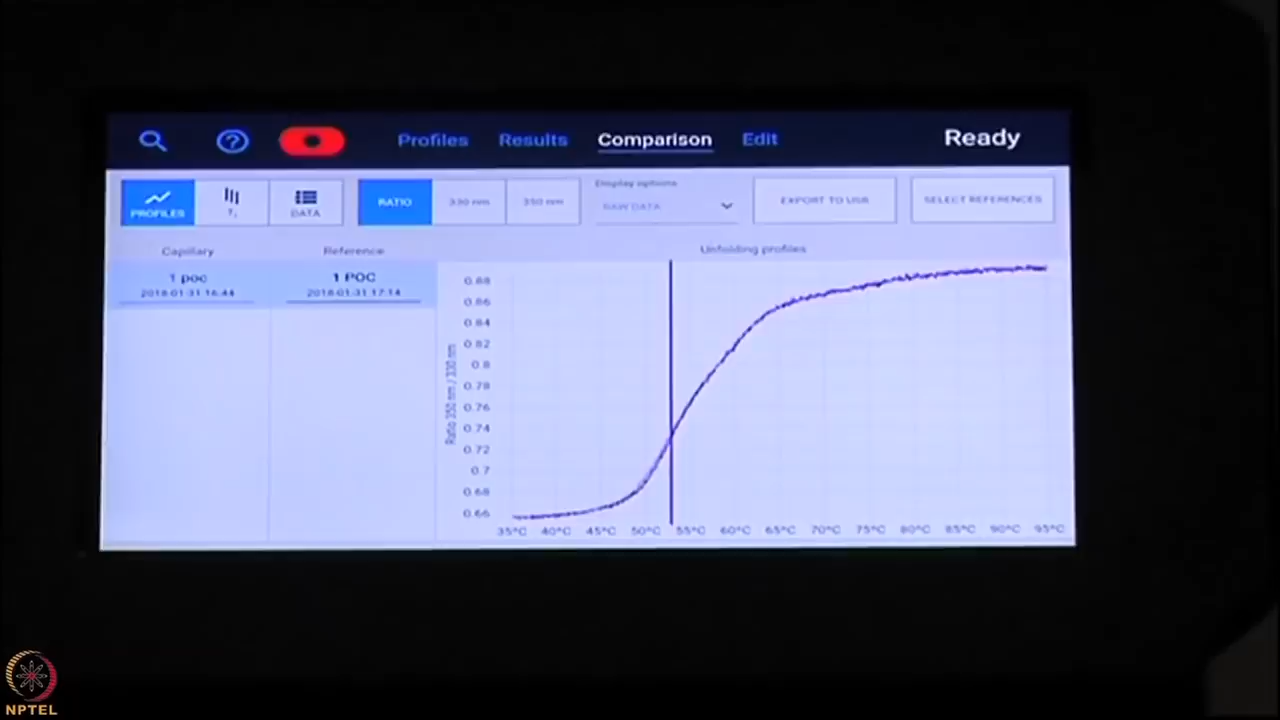 Profiles Results Comparison Edit Ready
PROFILES Ti DATA RATIO 330 nm 350 nm Display options RAW DATA EXPORT TO USB SELECT REFERENCES
Capillary Reference Unfolding profiles
1 poc 1 POC
2018-01-31 16:44 2018-01-31 17:14
Ratio 350 nm / 330 nm
0.88
0.86
0.84
0.82
0.8
0.78
0.76
0.74
0.72
0.7
0.68
0.66
35°C 40°C 45°C 50°C 55°C 60°C 65°C 70°C 75°C 80°C 85°C 90°C 95°C
NPTEL